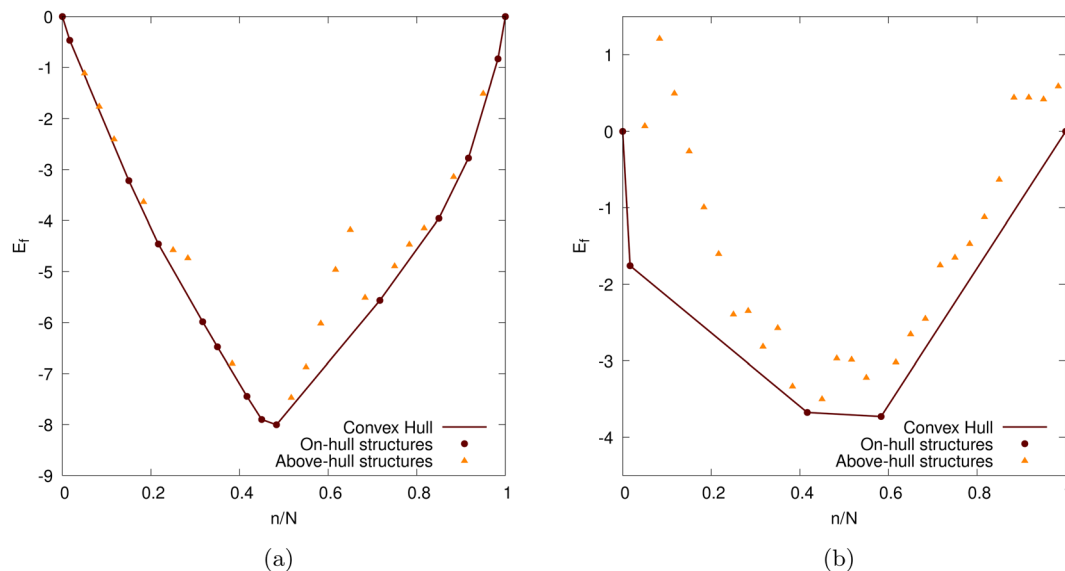 0
-1
-2
-3
-4
-5
-6
-7
-8
-9
E_f
0
0.2
0.4
0.6
0.8
1
n/N
Convex Hull
On-hull structures
Above-hull structures
(a)
1
0
-1
-2
-3
-4
E_f
0
0.2
0.4
0.6
0.8
1
n/N
Convex Hull
On-hull structures
Above-hull structures
(b)